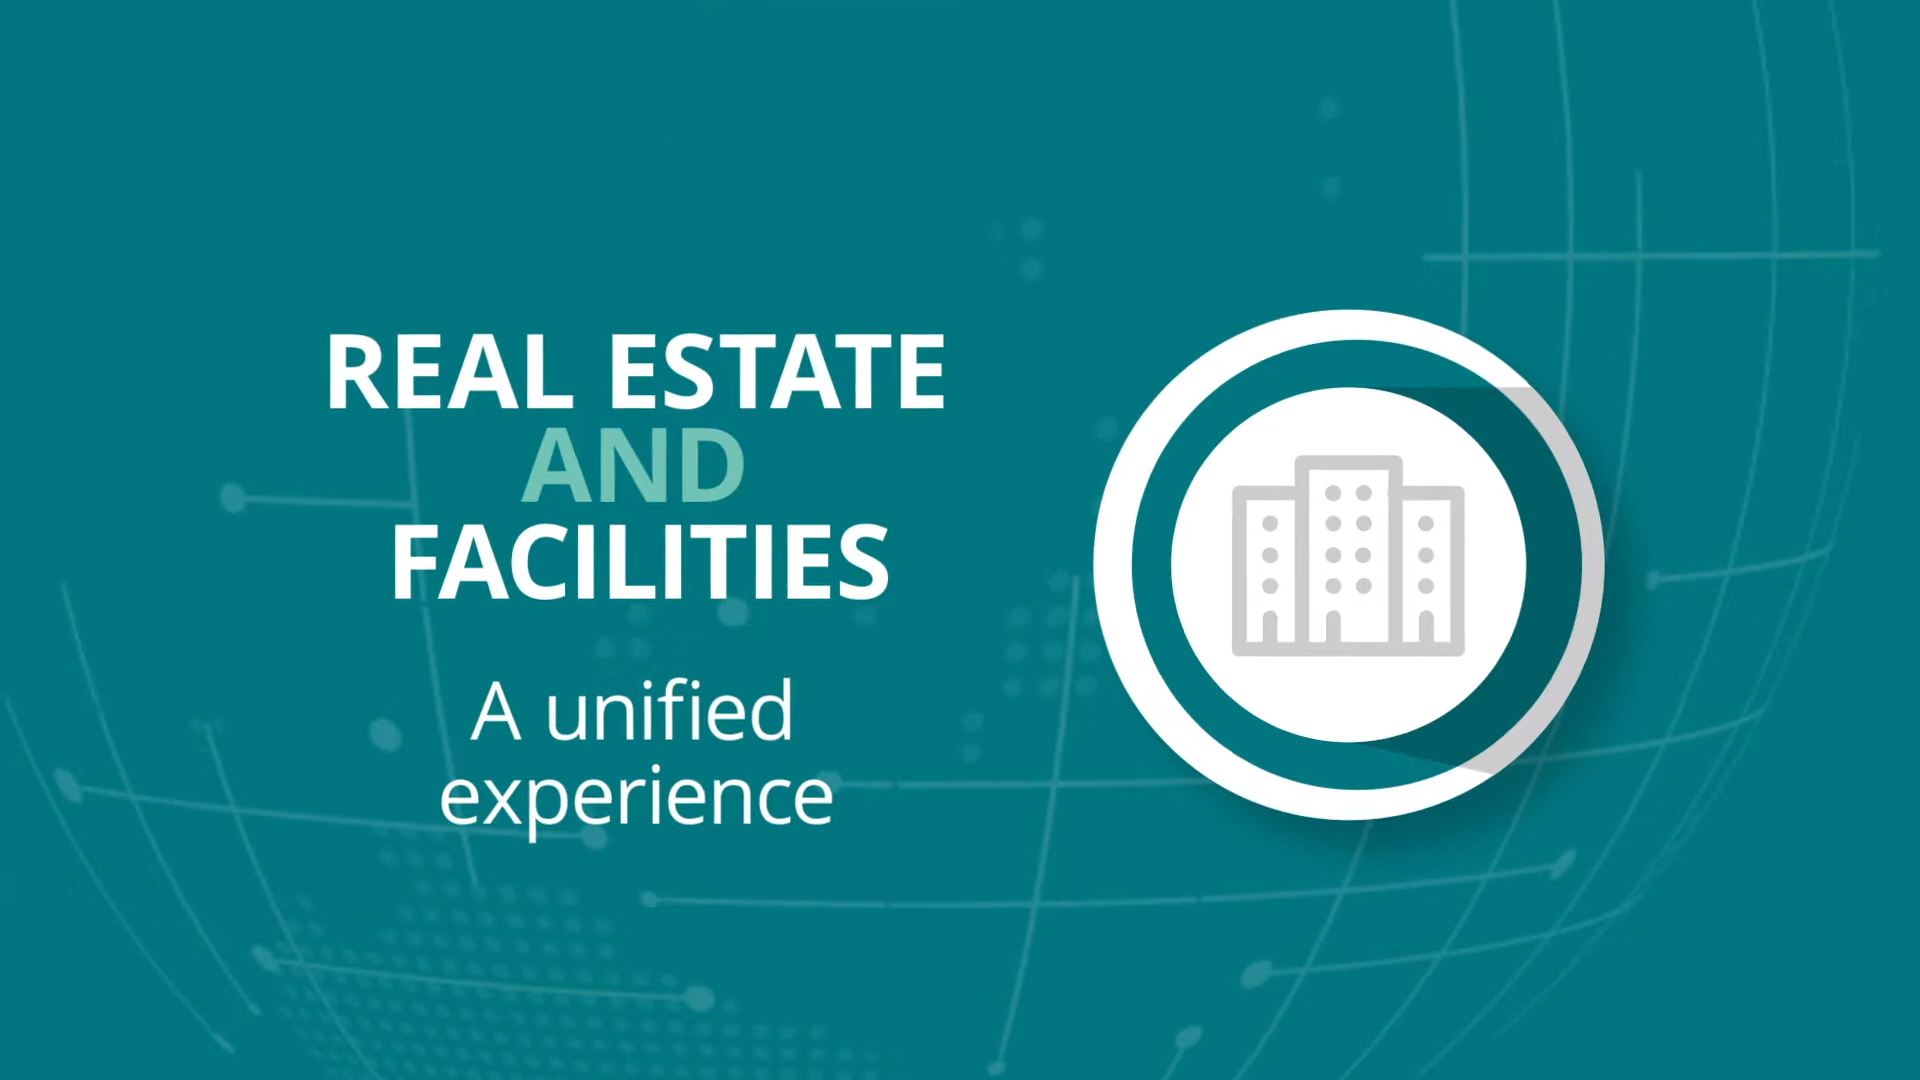 REAL ESTATE
AND
FACILITIES
A unified
experience